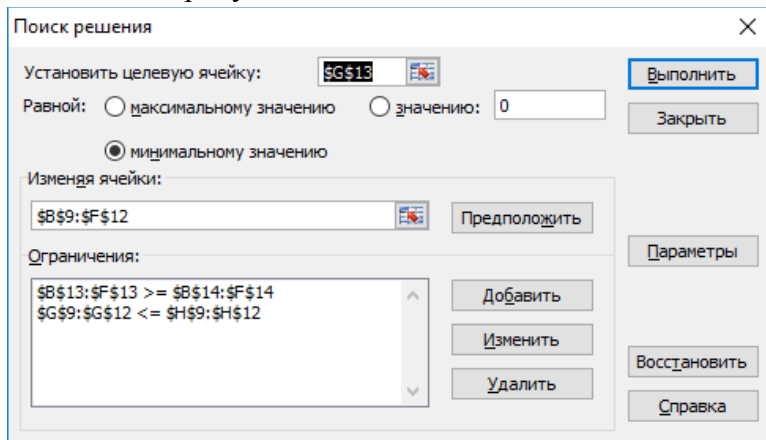 Поиск решения
Установить целевую ячейку: $G$13
Выполнить
Равной: максимальному значению значению: 0
Закрыть
минимальному значению
Изменяя ячейки:
$B$9:$F$12
Предположить
Ограничения:
Параметры
$B$13:$F$13 >= $B$14:$F$14
$G$9:$G$12 <= $H$9:$H$12
Добавить
Изменить
Восстановить
Удалить
Справка